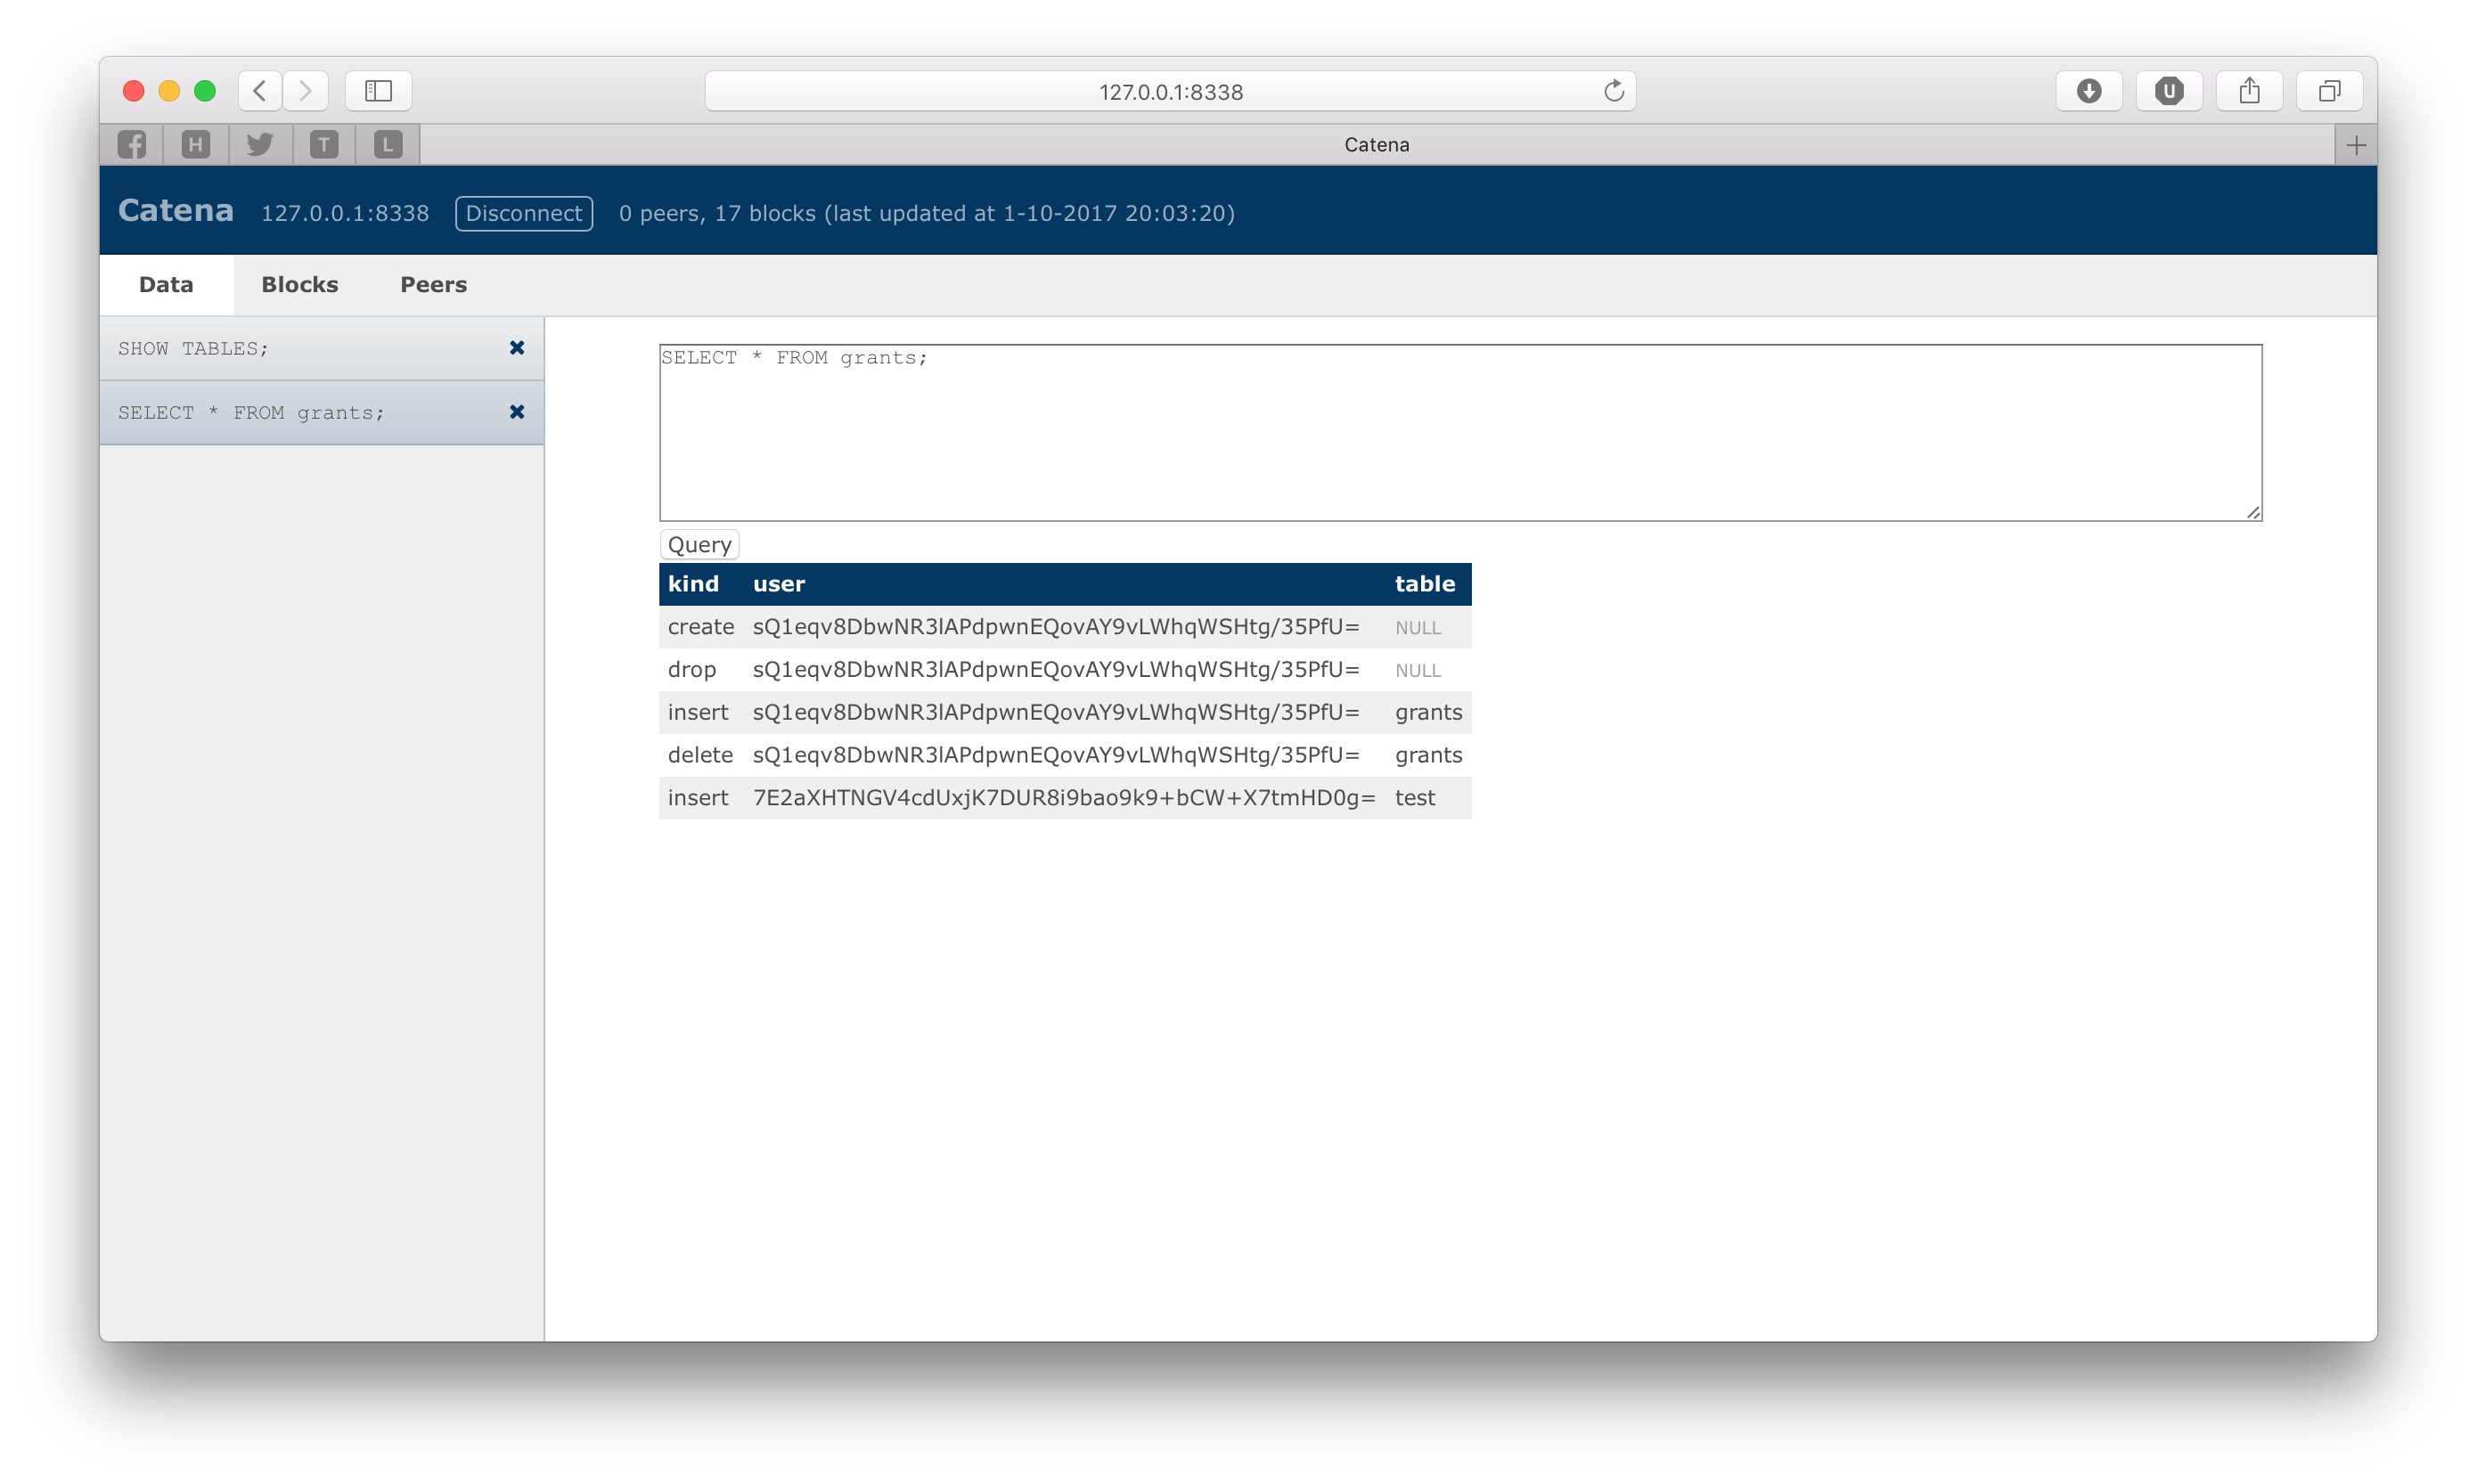 127.0.0.1:8338
U
H
T
L
Catena
Catena 127.0.0.1:8338 Disconnect 0 peers, 17 blocks (last updated at 1-10-2017 20:03:20)
Data Blocks Peers
SHOW TABLES;
SELECT * FROM grants;
SELECT * FROM grants;
Query
kind user table
create sQ1eqv8DbwNR3lAPdpwnEQovAY9vLWhqWSHtg/35PfU= NULL
drop sQ1eqv8DbwNR3lAPdpwnEQovAY9vLWhqWSHtg/35PfU= NULL
insert sQ1eqv8DbwNR3lAPdpwnEQovAY9vLWhqWSHtg/35PfU= grants
delete sQ1eqv8DbwNR3lAPdpwnEQovAY9vLWhqWSHtg/35PfU= grants
insert 7E2aXHTNGV4cdUxjK7DUR8i9bao9k9+bCW+X7tmHD0g= test